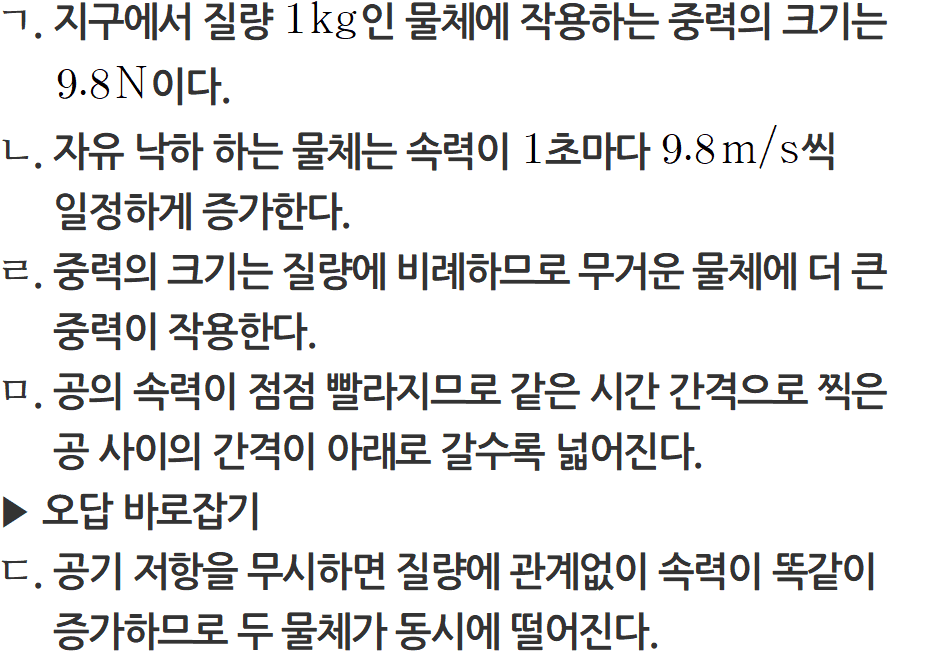 ㄱ. 지구에서 질량 1kg인 물체에 작용하는 중력의 크기는
9.8N이다.
ㄴ. 자유 낙하 하는 물체는 속력이 1초마다 9.8m/s씩
일정하게 증가한다.
ㄹ. 중력의 크기는 질량에 비례하므로 무거운 물체에 더 큰
중력이 작용한다.
ㅁ. 공의 속력이 점점 빨라지므로 같은 시간 간격으로 찍은
공 사이의 간격이 아래로 갈수록 넓어진다.
▶ 오답 바로잡기
ㄷ. 공기 저항을 무시하면 질량에 관계없이 속력이 똑같이
증가하므로 두 물체가 동시에 떨어진다.